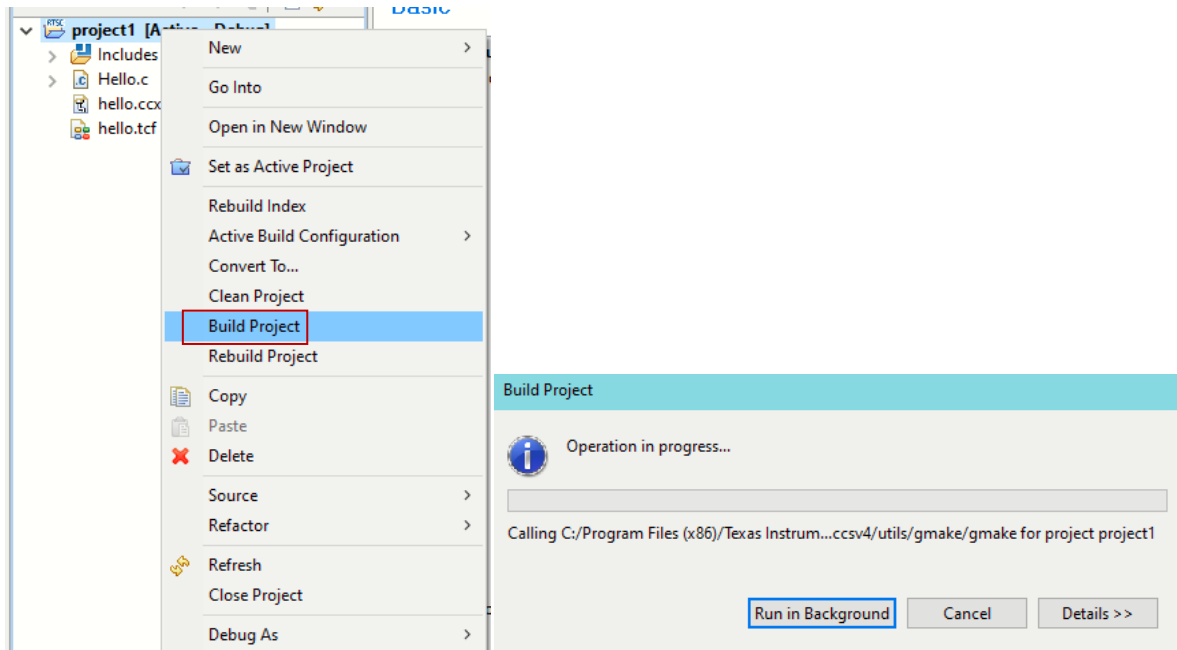 Basic
RTSC
project1 [Active - Debug]
Includes
.c
Hello.c
hello.ccx
hello.tcf
New
Go Into
Open in New Window
Set as Active Project
Rebuild Index
Active Build Configuration
Convert To...
Clean Project
Build Project
Rebuild Project
Copy
Paste
Delete
Source
Refactor
Refresh
Close Project
Debug As
Build Project
Operation in progress...
Calling C:/Program Files (x86)/Texas Instrum...ccsv4/utils/gmake/gmake for project project1
Run in Background
Cancel
Details >>